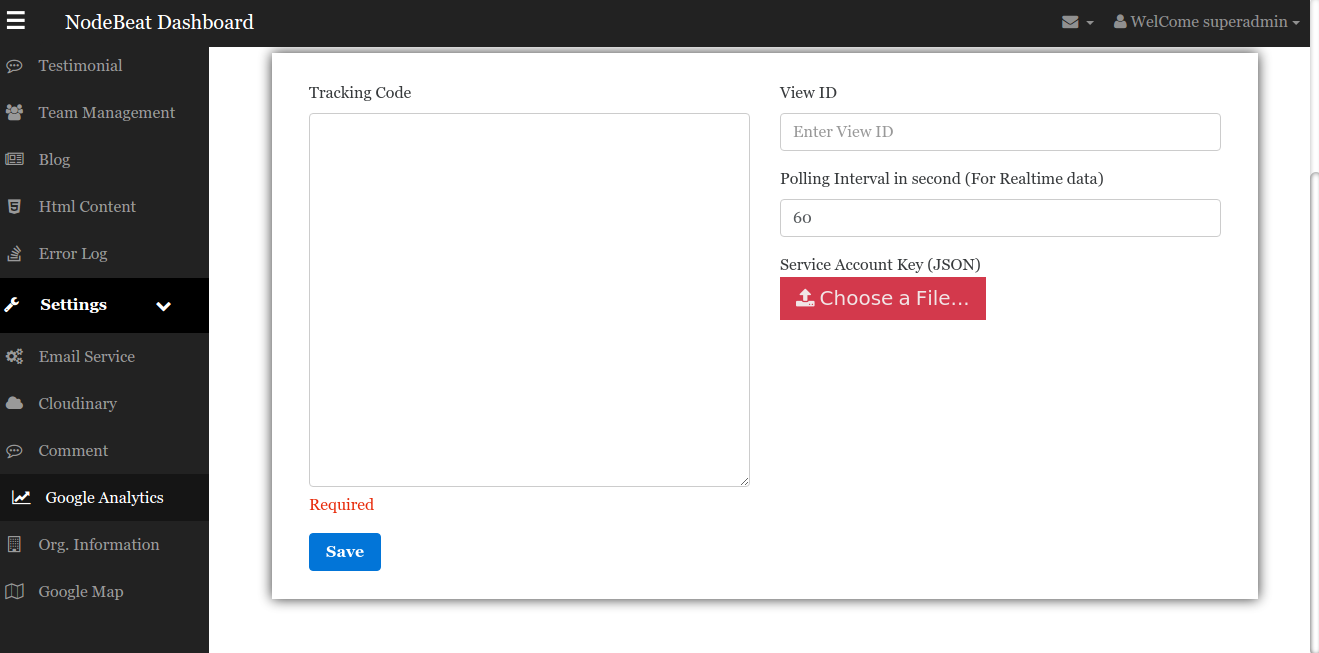 NodeBeat Dashboard
WelCome superadmin
Testimonial
Team Management
Blog
Html Content
Error Log
Settings
Email Service
Cloudinary
Comment
Google Analytics
Org. Information
Google Map
Tracking Code
Required
Save
View ID
Enter View ID
Polling Interval in second (For Realtime data)
60
Service Account Key (JSON)
Choose a File...